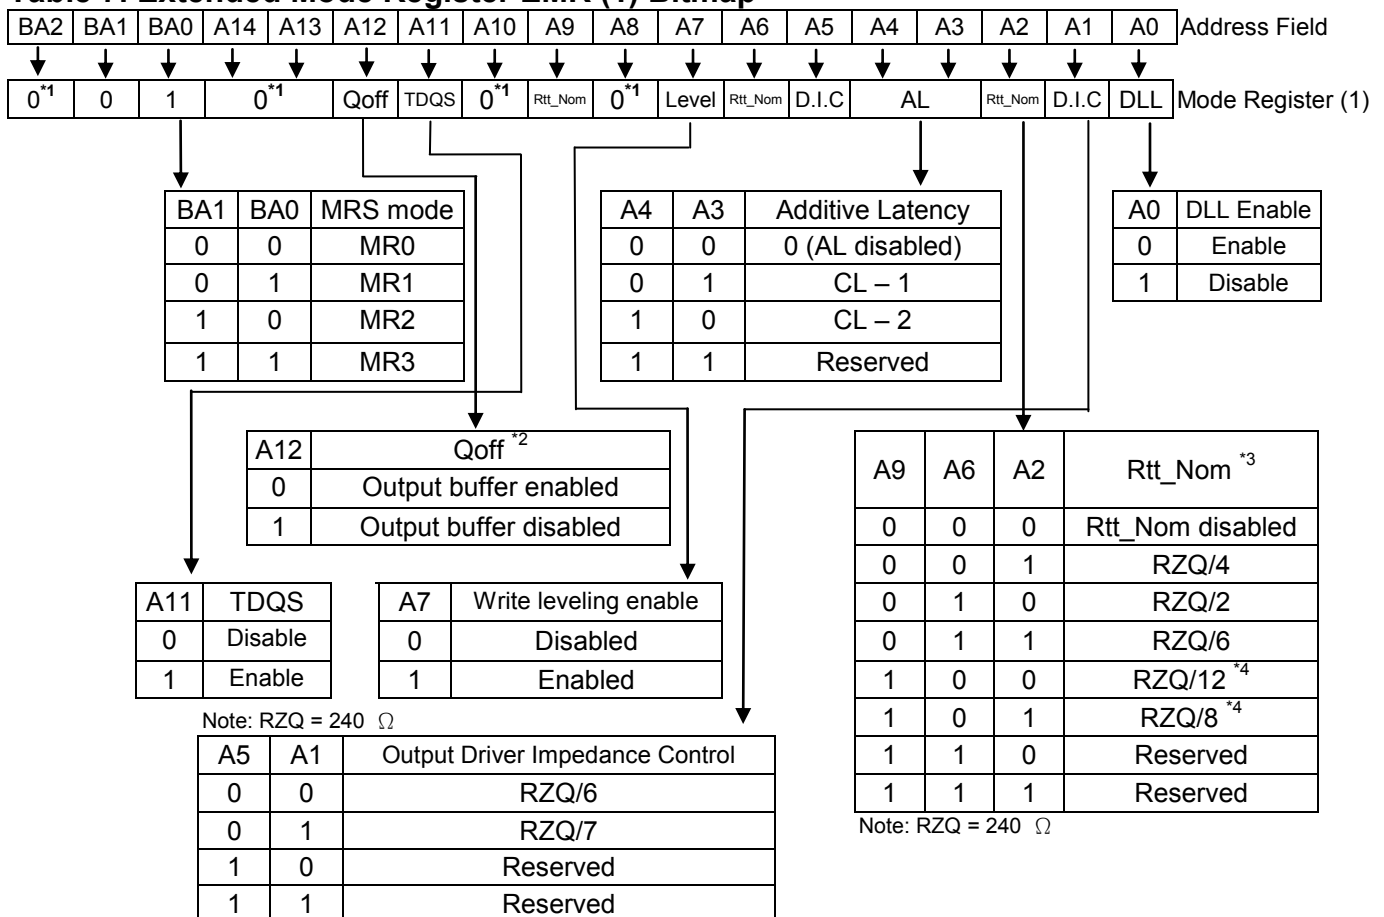 Table 7. Extended Mode Register EMR (1) Bitmap
BA2 BA1 BA0 A14 A13 A12 A11 A10 A9 A8 A7 A6 A5 A4 A3 A2 A1 A0 Address Field
0*1 0 1 0*1 Qoff TDQS 0*1 Rtt_Nom 0*1 Level Rtt_Nom D.I.C AL Rtt_Nom D.I.C DLL Mode Register (1)
BA1 BA0 MRS mode
0 0 MR0
0 1 MR1
1 0 MR2
1 1 MR3
A4 A3 Additive Latency
0 0 0 (AL disabled)
0 1 CL – 1
1 0 CL – 2
1 1 Reserved
A0 DLL Enable
0 Enable
1 Disable
A12 Qoff *2
0 Output buffer enabled
1 Output buffer disabled
A9 A6 A2 Rtt_Nom *3
0 0 0 Rtt_Nom disabled
0 0 1 RZQ/4
0 1 0 RZQ/2
0 1 1 RZQ/6
1 0 0 RZQ/12 *4
1 0 1 RZQ/8 *4
1 1 0 Reserved
1 1 1 Reserved
Note: RZQ = 240 Ω
A11 TDQS
0 Disable
1 Enable
A7 Write leveling enable
0 Disabled
1 Enabled
Note: RZQ = 240 Ω
A5 A1 Output Driver Impedance Control
0 0 RZQ/6
0 1 RZQ/7
1 0 Reserved
1 1 Reserved